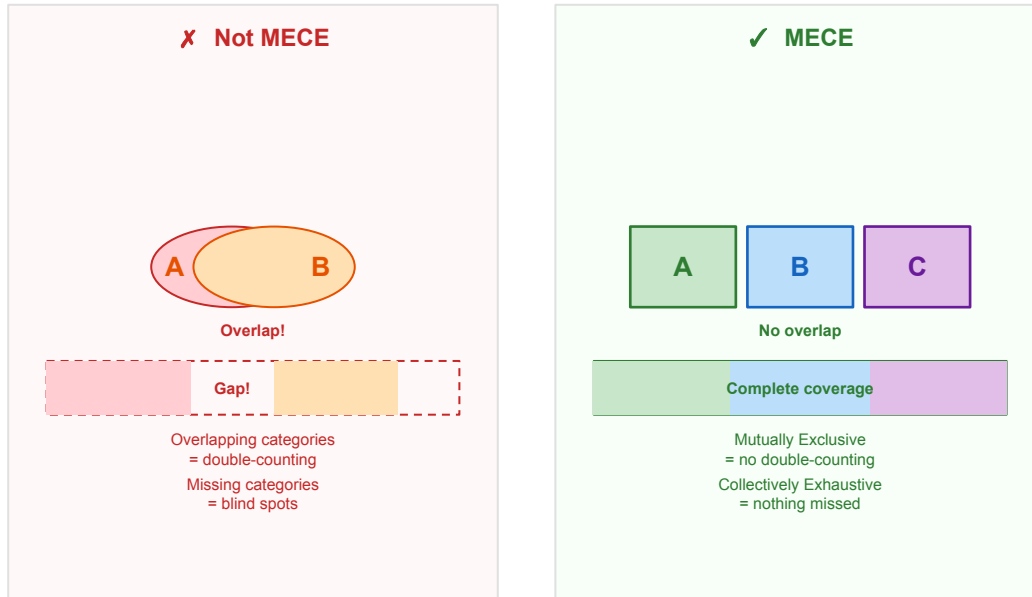 ✗ Not MECE
A
B
Overlap!
Gap!
Overlapping categories
= double-counting
Missing categories
= blind spots
✓ MECE
A
B
C
No overlap
Complete coverage
Mutually Exclusive
= no double-counting
Collectively Exhaustive
= nothing missed